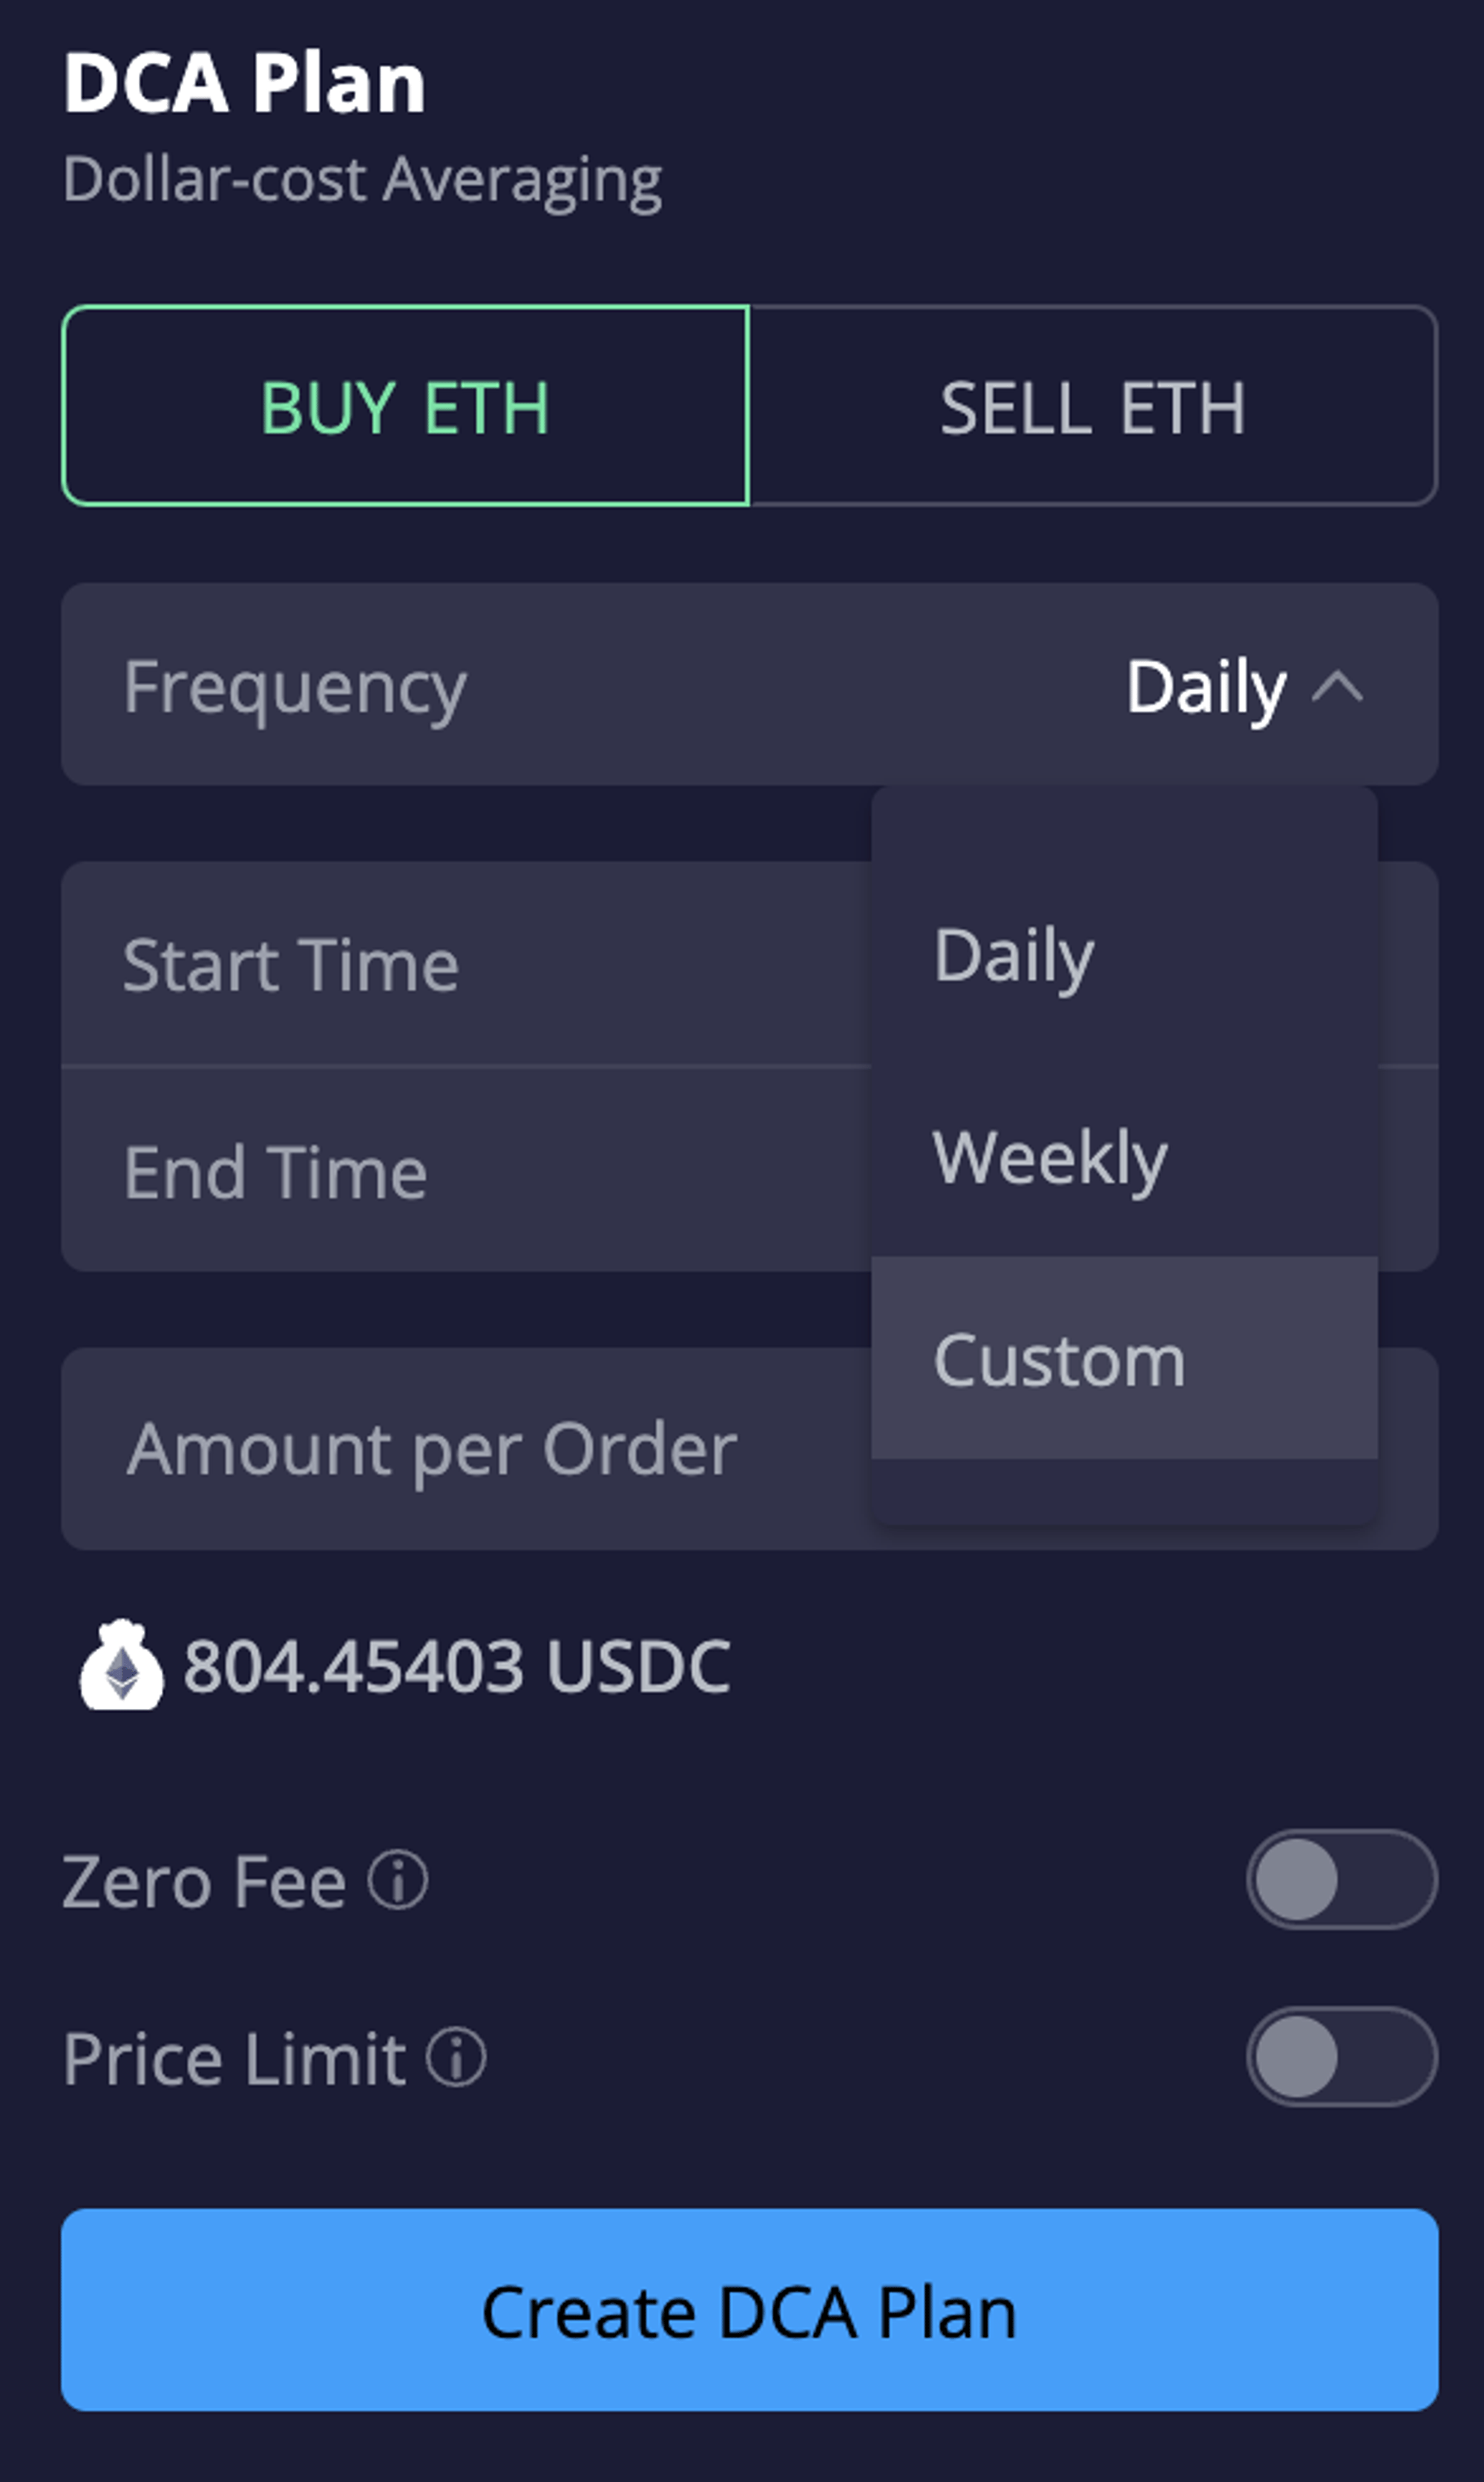 DCA Plan
Dollar-cost Averaging
BUY ETH
SELL ETH
Frequency
Daily
Daily
Weekly
Custom
Start Time
End Time
Amount per Order
804.45403 USDC
Zero Fee
Price Limit
Create DCA Plan